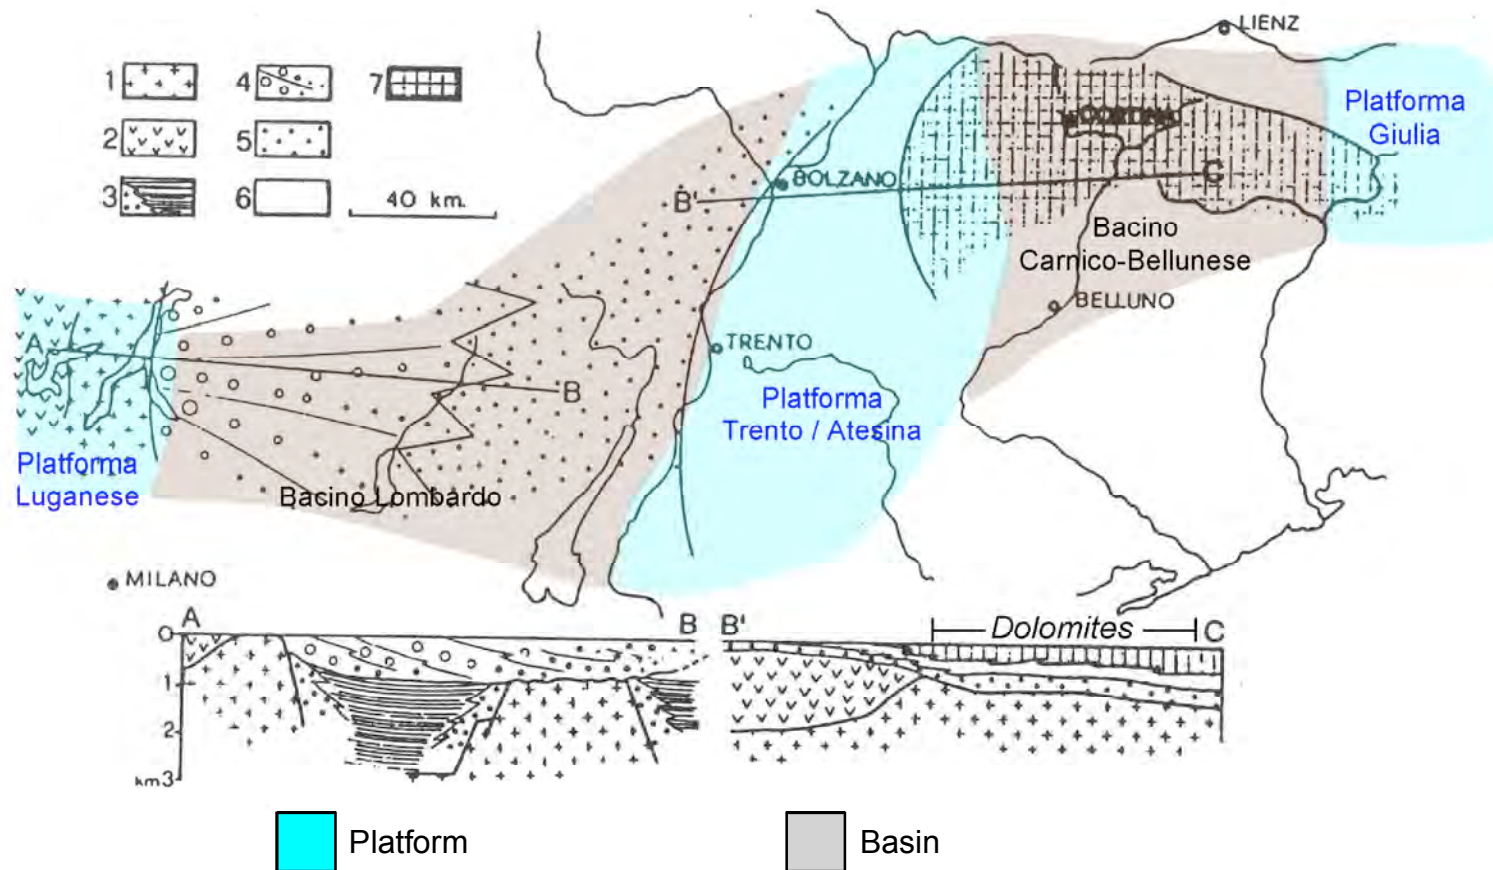 LIENZ
1
4
7
2
5
3
6
40 km.
Platforma
Giulia
CORTINA
BOLZANO
B'
C
Bacino
Carnico-Bellunese
BELLUNO
A
B
TRENTO
Platforma
Trento / Atesina
Platforma
Luganese
Bacino Lombardo
MILANO
A
B
B'
Dolomites
C
0
1
2
km3
Platform
Basin